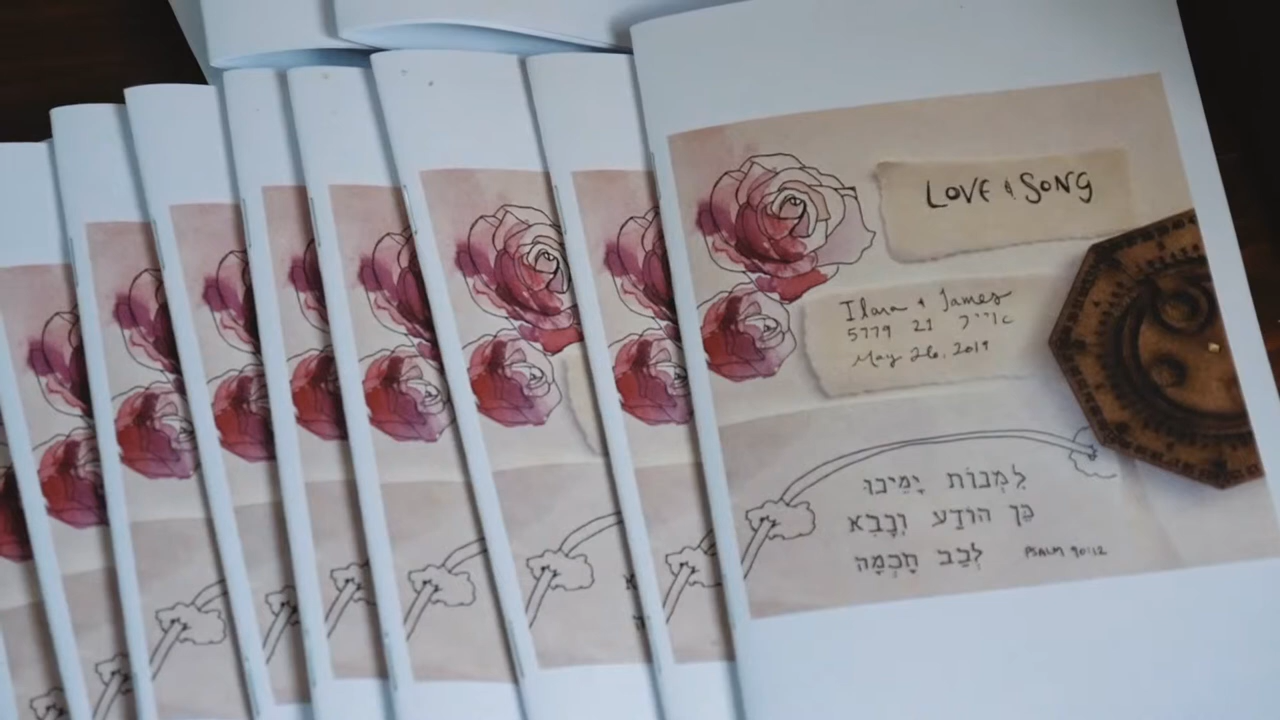 LOVE & SONG
Ilana + James
5779 21 אייר
May 26, 2019
לִמְנוֹת יָמֵינוּ
כֵּן הוֹדַע וְנָבִא
לְבַב חָכְמָה PSALM 90:12